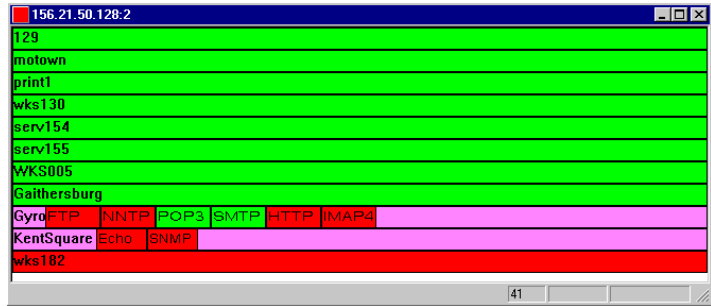 156.21.50.128:2
129
motown
print1
wks130
serv154
serv155
WKS005
Gaithersburg
Gyro FTP NNTP POP3 SMTP HTTP IMAP4
KentSquare Echo SNMP
wks182
41